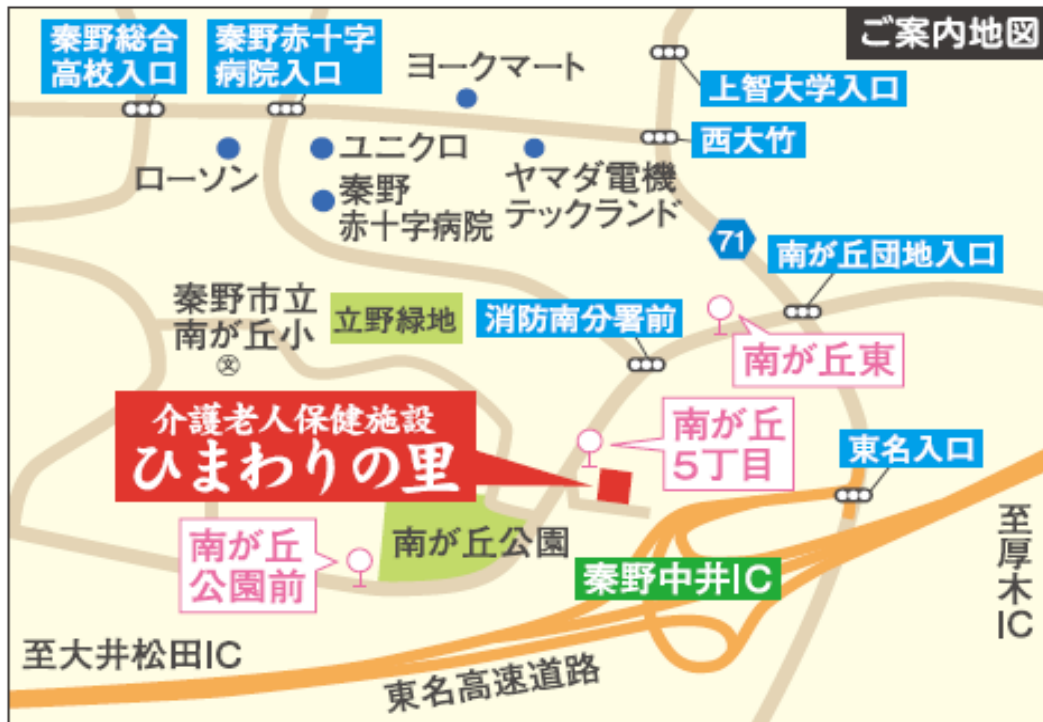 ご案内地図
秦野総合
高校入口
秦野赤十字
病院入口
ヨークマート
上智大学入口
西大竹
ローソン
ユニクロ
秦野
赤十字病院
ヤマダ電機
テックランド
71
南が丘団地入口
秦野市立
南が丘小
文
立野緑地
消防南分署前
南が丘東
介護老人保健施設
ひまわりの里
南が丘
5丁目
東名入口
南が丘
公園前
南が丘公園
秦野中井IC
至厚木IC
至大井松田IC
東名高速道路